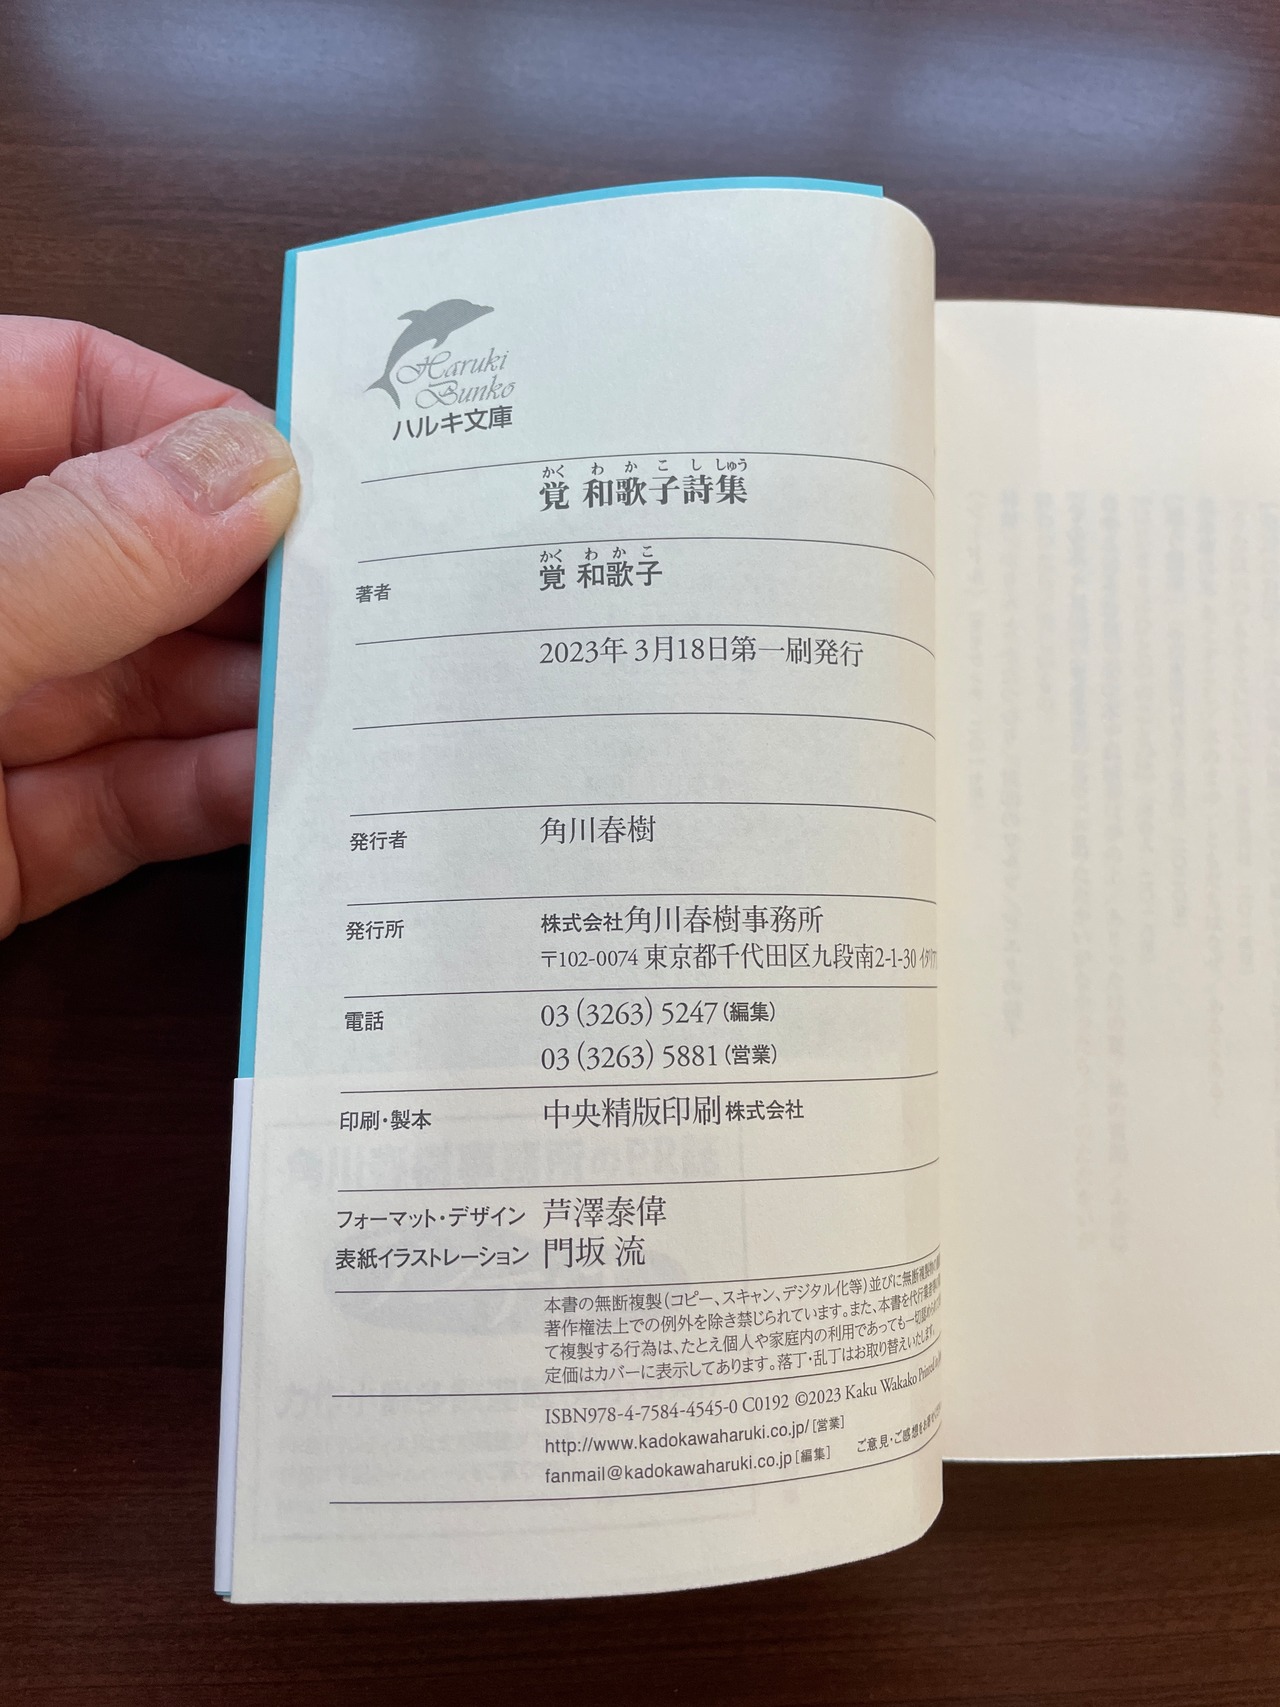 Haruki
Bunko
ハルキ文庫
かく わ か こ し しゅう
覚 和歌子詩集
かく わ か こ
著者 覚 和歌子
2023年 3月18日第一刷発行
発行者 角川春樹
発行所 株式会社角川春樹事務所
〒102-0074 東京都千代田区九段南2-1-30
電話 03(3263)5247(編集)
03(3263)5881(営業)
印刷・製本 中央精版印刷株式会社
フォーマット・デザイン 芦澤泰偉
表紙イラストレーション 門坂 流
本書の無断複製(コピー、スキャン、デジタル化等)並びに無断複製物の
著作権法上での例外を除き禁じられています。また、本書を代行業者等
て複製する行為は、たとえ個人や家庭内の利用であっても一切認められ
定価はカバーに表示してあります。落丁・乱丁はお取り替えいたします。
ISBN978-4-7584-4545-0 C0192 ©2023 Kaku Wakako Printed in
http://www.kadokawaharuki.co.jp/[営業]
fanmail@kadokawaharuki.co.jp[編集] ご意見・ご感想をお寄せ